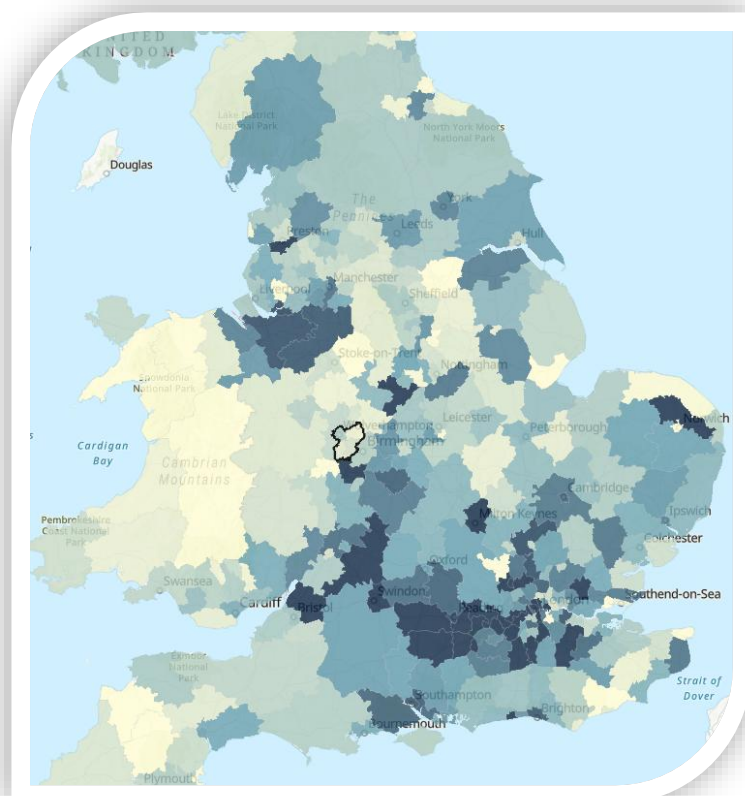 UNITED
KINGDOM
Lake District
National Park
North York Moors
National Park
Douglas
The
Pennines
York
Leeds
Preston
Hull
Manchester
Liverpool
Sheffield
Stoke-on-Trent
Nottingham
Snowdonia
National Park
Norwich
Leicester
Peterborough
Birmingham
Cardigan
Bay
Cambrian
Mountains
Cambridge
Milton Keynes
Ipswich
Colchester
Pembrokeshire
Coast National
Park
Oxford
Swansea
Swindon
Southend-on-Sea
Cardiff
Bristol
Reading
London
Exmoor
National
Park
Strait of
Dover
Southampton
Brighton
Bournemouth
Plymouth